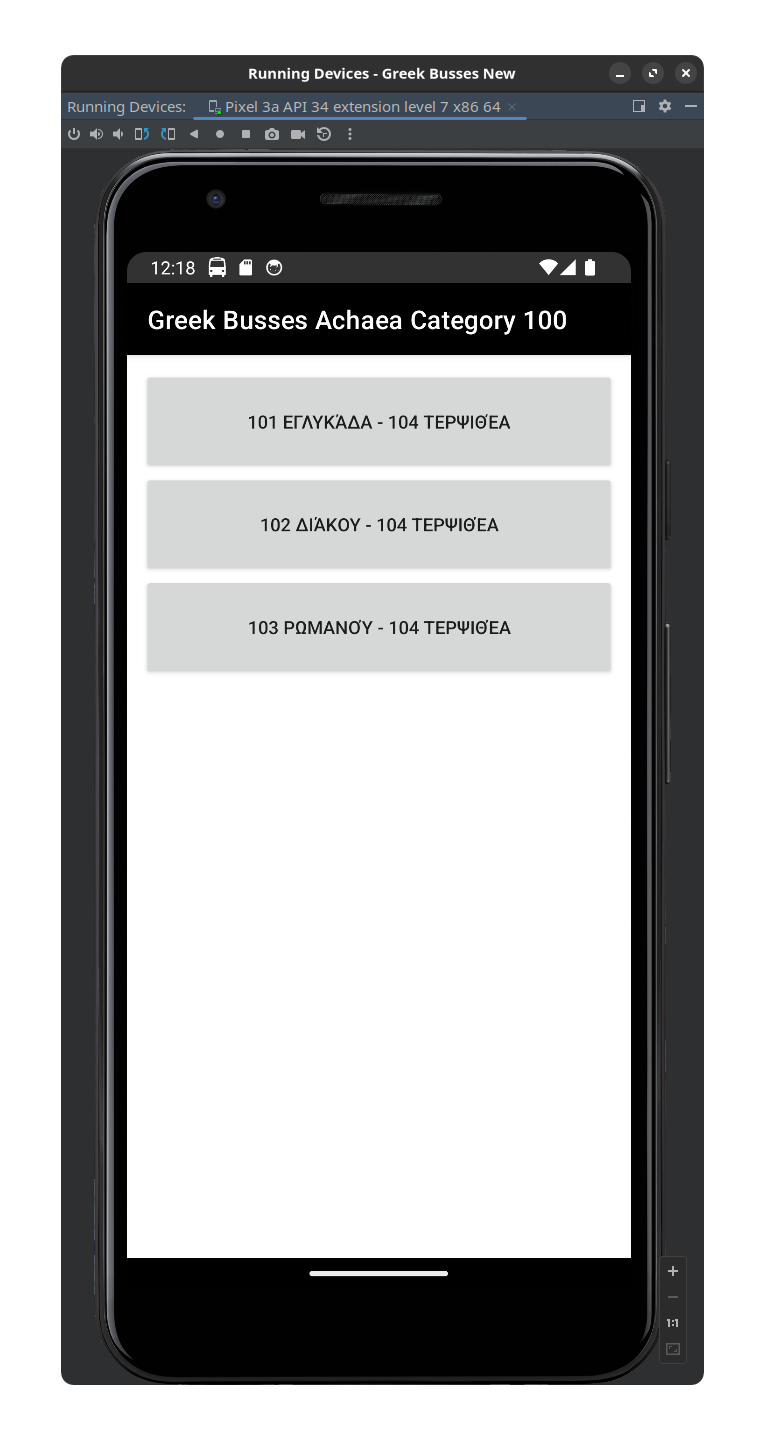 Running Devices - Greek Busses New
Running Devices: Pixel 3a API 34 extension level 7 x86 64
12:18
Greek Busses Achaea Category 100
101 ΕΓΛΥΚΆΔΑ - 104 ΤΕΡΨΙΘΈΑ
102 ΔΙΆΚΟΥ - 104 ΤΕΡΨΙΘΈΑ
103 ΡΩΜΑΝΟΎ - 104 ΤΕΡΨΙΘΈΑ
1:1